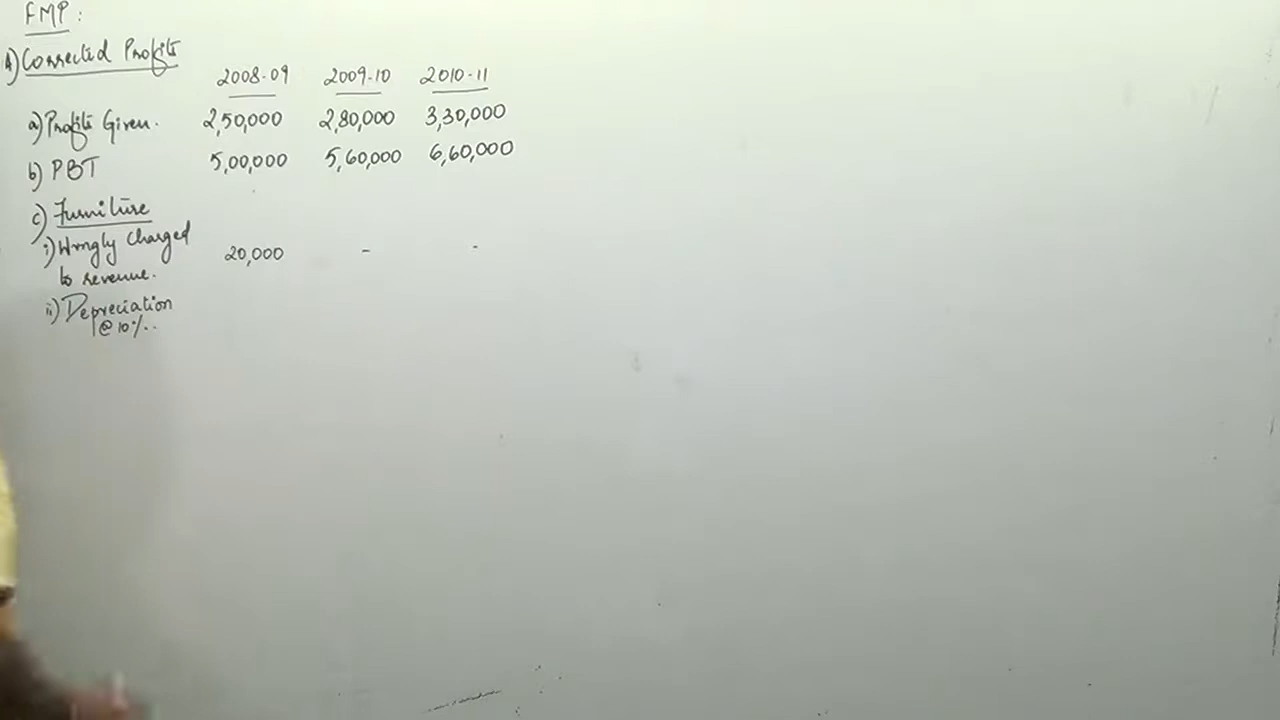 FMP:
A) Corrected Profits
2008-09 2009-10 2010-11
a) Profits Given. 2,50,000 2,80,000 3,30,000
b) PBT 5,00,000 5,60,000 6,60,000
c) Furniture
i) Wrongly charged 20,000 - -
to revenue.
ii) Depreciation
@ 10%.